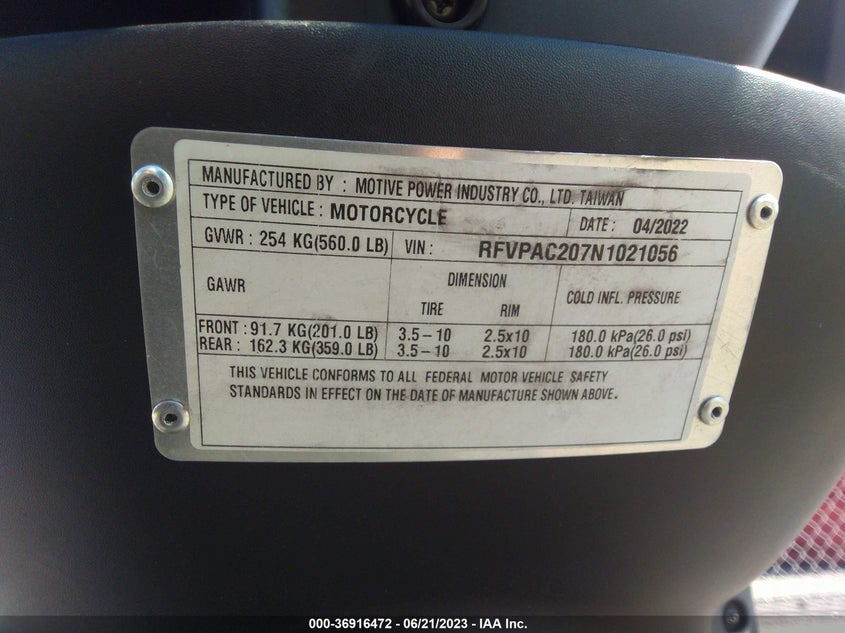 MANUFACTURED BY : MOTIVE POWER INDUSTRY CO., LTD. TAIWAN
TYPE OF VEHICLE : MOTORCYCLE DATE : 04/2022
GVWR : 254 KG(560.0 LB) VIN : RFVPAC207N1021056
GAWR DIMENSION COLD INFL. PRESSURE
TIRE RIM
FRONT : 91.7 KG(201.0 LB) 3.5 – 10 2.5x10 180.0 kPa(26.0 psi)
REAR : 162.3 KG(359.0 LB) 3.5 – 10 2.5x10 180.0 kPa(26.0 psi)
THIS VEHICLE CONFORMS TO ALL FEDERAL MOTOR VEHICLE SAFETY
STANDARDS IN EFFECT ON THE DATE OF MANUFACTURE SHOWN ABOVE.
000-36916472 - 06/21/2023 - IAA Inc.